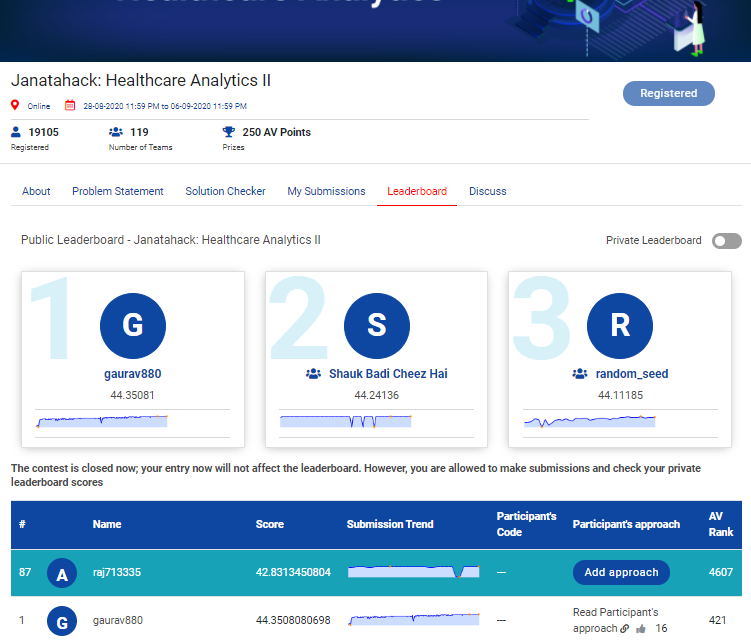 Healthcare Analytics
Janatahack: Healthcare Analytics II
Registered
Online 28-08-2020 11:59 PM to 06-09-2020 11:59 PM
19105 119 250 AV Points
Registered Number of Teams Prizes
About Problem Statement Solution Checker My Submissions Leaderboard Discuss
Public Leaderboard - Janatahack: Healthcare Analytics II Private Leaderboard
1 2 3
G S R
gaurav880 Shauk Badi Cheez Hai random_seed
44.35081 44.24136 44.11185
The contest is closed now; your entry now will not affect the leaderboard. However, you are allowed to make submissions and check your private
leaderboard scores
# Name Score Submission Trend Participant's Code Participant's approach AV Rank
87 A raj713335 42.8313450804 --- Add approach 4607
1 G gaurav880 44.3508080698 --- Read Participant's approach 16 421